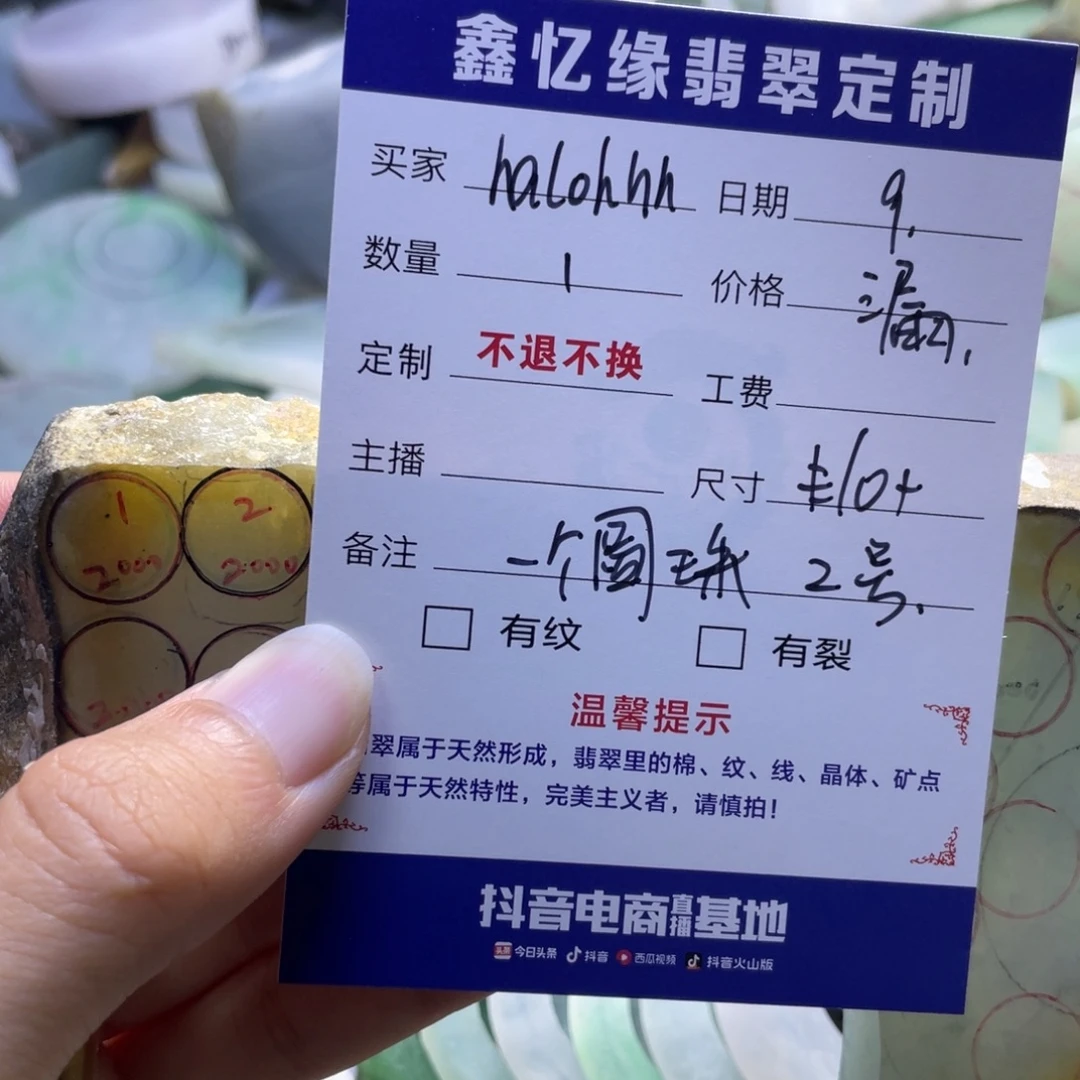 鑫忆缘翡翠定制
买家 halohhh 日期 9.
数量 1 价格
定制 不退不换 工费
主播 尺寸 10+
备注 一个圆珠 2号.
有纹 有裂
温馨提示
翠属于天然形成，翡翠里的棉、纹、线、晶体、矿点
等属于天然特性，完美主义者，请慎拍！
抖音电商直播基地
头条 今日头条 抖音 西瓜视频 抖音火山版
1 2
2000 2000